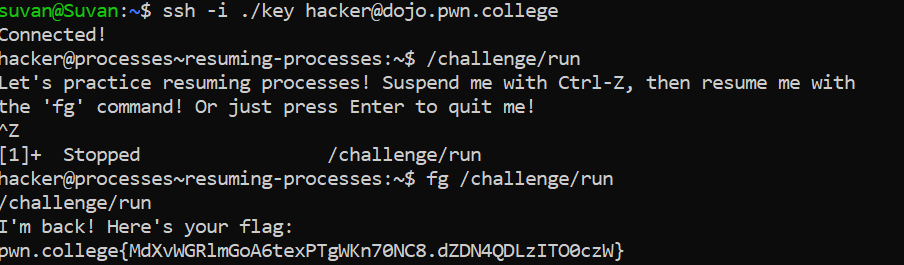 suvan@Suvan:~$ ssh -i ./key hacker@dojo.pwn.college
Connected!
hacker@processes~resuming-processes:~$ /challenge/run
Let's practice resuming processes! Suspend me with Ctrl-Z, then resume me with
the 'fg' command! Or just press Enter to quit me!
^Z
[1]+  Stopped                 /challenge/run
hacker@processes~resuming-processes:~$ fg /challenge/run
/challenge/run
I'm back! Here's your flag:
pwn.college{MdXvWGRlmGoA6texPTgWKn70NC8.dZDN4QDLzITO0czW}